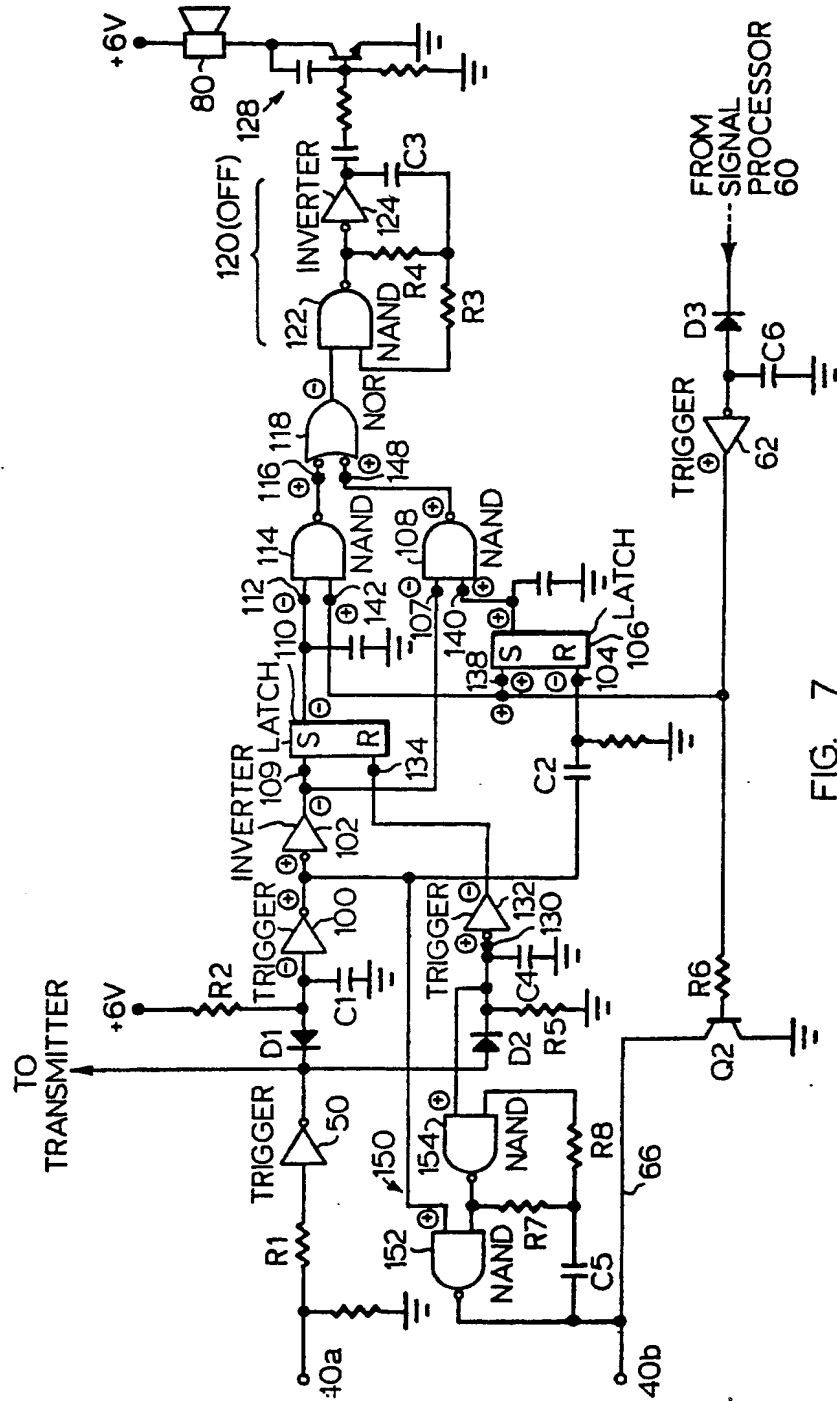 TO
TRANSMITTER
+6V
R2
D1
TRIGGER
50
R1
40a
C1
TRIGGER
100
⊖
⊕
⊕
INVERTER
102
⊖
109
LATCH
S
R
134
⊖
110
112
⊖
142
⊕
114
NAND
116
⊕
118
NOR
⊖
148
⊕
120(OFF)
122
NAND
INVERTER
124
R4
R3
C3
128
80
+6V
107
⊖
108
⊕
NAND
140
⊕
138
⊕
⊕
S
R
⊕
LATCH
106
104
⊖
C2
TRIGGER
132
⊖
⊕
130
C4
R5
D2
150
152
⊕
NAND
154
⊕
NAND
R7
R8
C5
40b
66
Q2
R6
TRIGGER
⊕
62
C6
D3
FROM
SIGNAL
PROCESSOR
60
FIG. 7